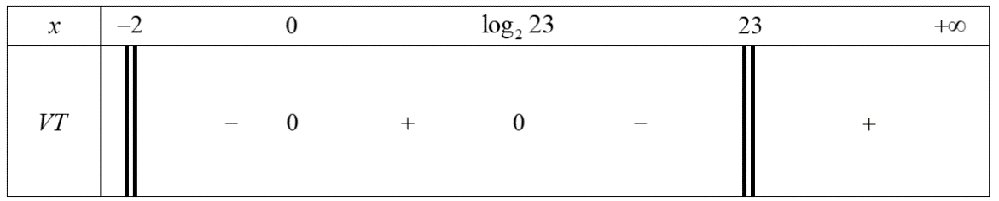 x –2 0 log₂ 23 23 +∞
VT – 0 + 0 – +